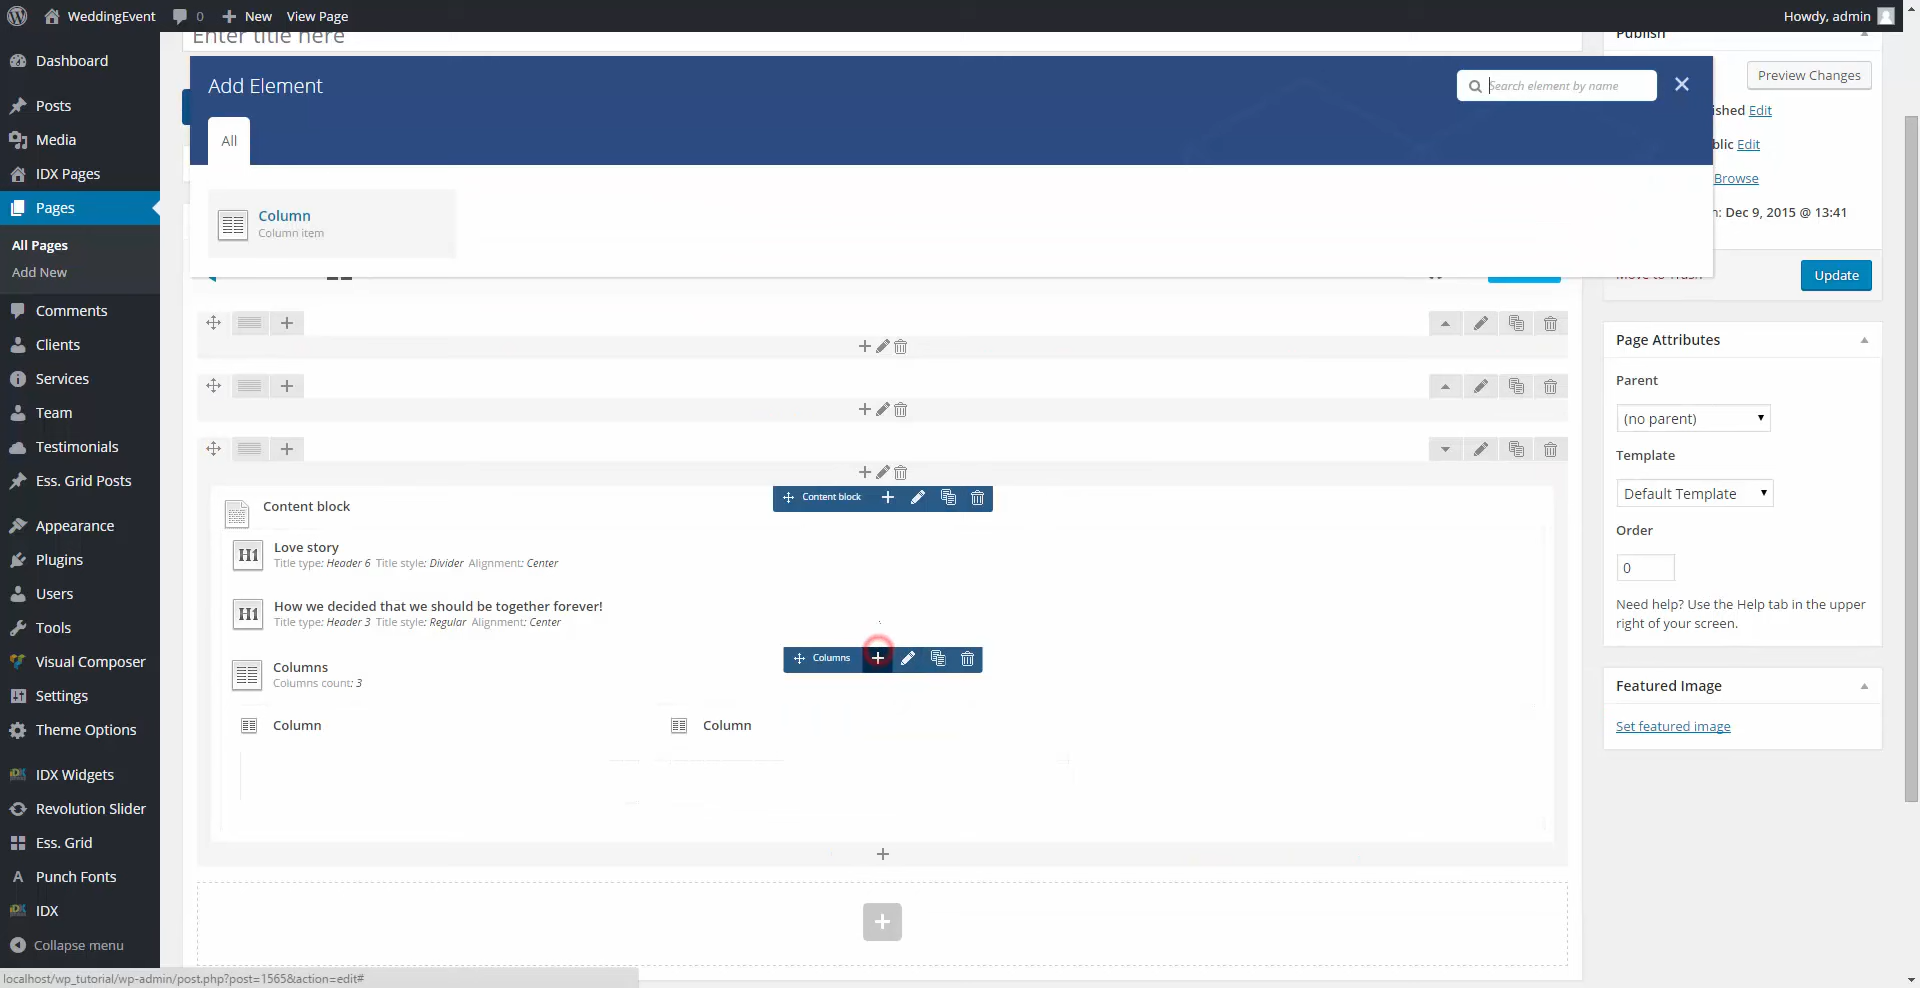 WeddingEvent 0 New View Page Howdy, admin
Enter title here
Publish
Dashboard
Posts
Media
IDX Pages
Pages
All Pages
Add New
Comments
Clients
Services
Team
Testimonials
Ess. Grid Posts
Appearance
Plugins
Users
Tools
Visual Composer
Settings
Theme Options
IDX Widgets
Revolution Slider
Ess. Grid
Punch Fonts
IDX
Collapse menu
Add Element
Search element by name
All
Column
Column item
Content block
Content block
Love story
Title type: Header 6 Title style: Divider Alignment: Center
How we decided that we should be together forever!
Title type: Header 3 Title style: Regular Alignment: Center
Columns
Columns
Columns count: 3
Column
Column
Preview Changes
Edit
Edit
Browse
Dec 9, 2015 @ 13:41
Move to Trash
Update
Page Attributes
Parent
(no parent)
Template
Default Template
Order
0
Need help? Use the Help tab in the upper
right of your screen.
Featured Image
Set featured image
localhost/wp_tutorial/wp-admin/post.php?post=1565&action=edit#